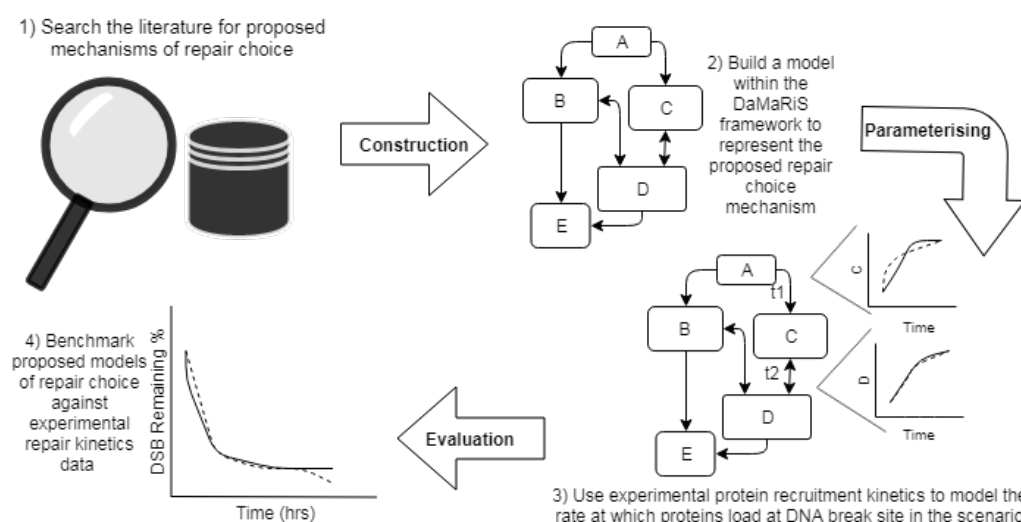 1) Search the literature for proposed
mechanisms of repair choice
Construction
A
B
C
D
E
2) Build a model
within the
DaMaRiS
framework to
represent the
proposed repair
choice
mechanism
Parameterising
A
t1
B
C
t2
D
E
C
Time
D
Time
3) Use experimental protein recruitment kinetics to model the
rate at which proteins load at DNA break site in the scenario
Evaluation
4) Benchmark
proposed models
of repair choice
against
experimental
repair kinetics
data
DSB Remaining %
Time (hrs)